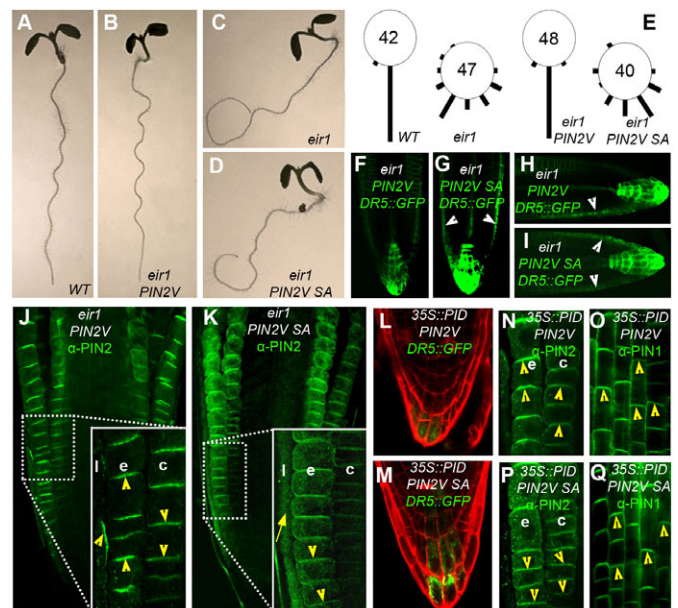 A
WT
B
eir1
PIN2V
C
eir1
D
eir1
PIN2V SA
E
42
WT
47
eir1
48
eir1
PIN2V
40
eir1
PIN2V SA
F
eir1
PIN2V
DR5::GFP
G
eir1
PIN2V SA
DR5::GFP
H
eir1
PIN2V
DR5::GFP
I
eir1
PIN2V SA
DR5::GFP
J
eir1
PIN2V
α-PIN2
l
e
c
K
eir1
PIN2V SA
α-PIN2
l
e
c
L
35S::PID
PIN2V
DR5::GFP
M
35S::PID
PIN2V SA
DR5::GFP
N
35S::PID
PIN2V
α-PIN2
e
c
O
35S::PID
PIN2V
α-PIN1
P
35S::PID
PIN2V SA
α-PIN2
e
c
Q
35S::PID
PIN2V SA
α-PIN1